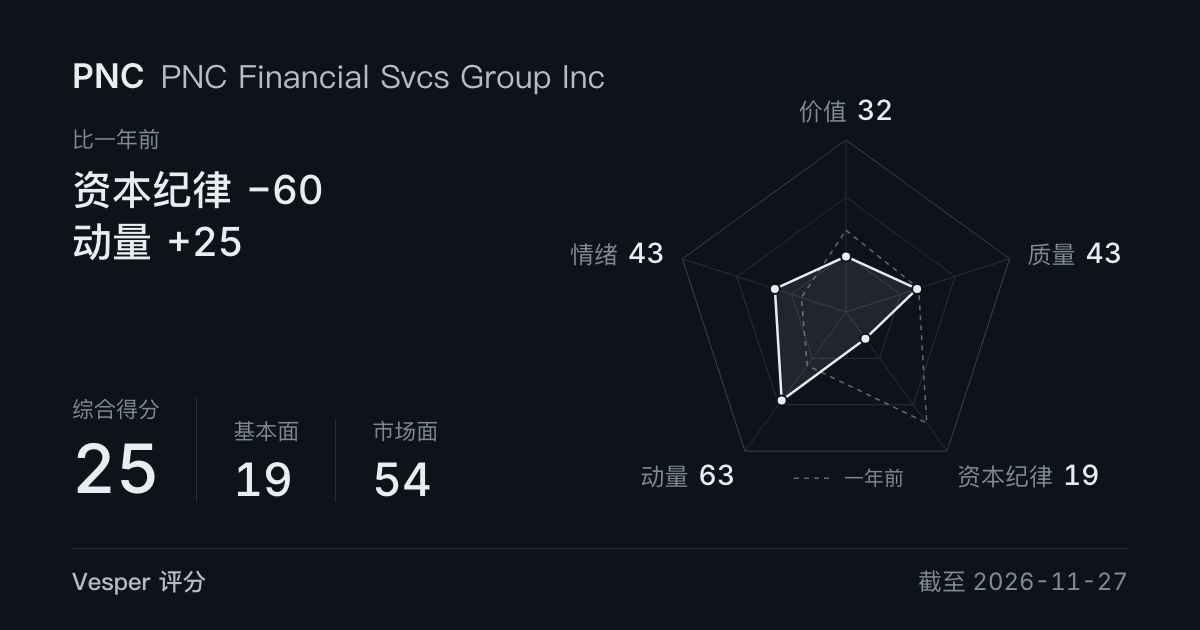 PNC PNC Financial Svcs Group Inc
比一年前
资本纪律 −60
动量 +25
价值 32
情绪 43
质量 43
动量 63
一年前
资本纪律 19
综合得分
25
基本面
19
市场面
54
Vesper 评分
截至 2026-11-27